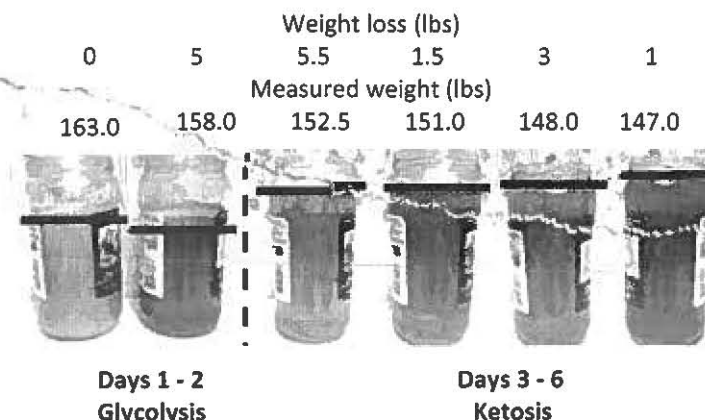 Weight loss (lbs)
0 5 5.5 1.5 3 1
Measured weight (lbs)
163.0 158.0 152.5 151.0 148.0 147.0
Days 1 - 2 Days 3 - 6
Glycolysis Ketosis